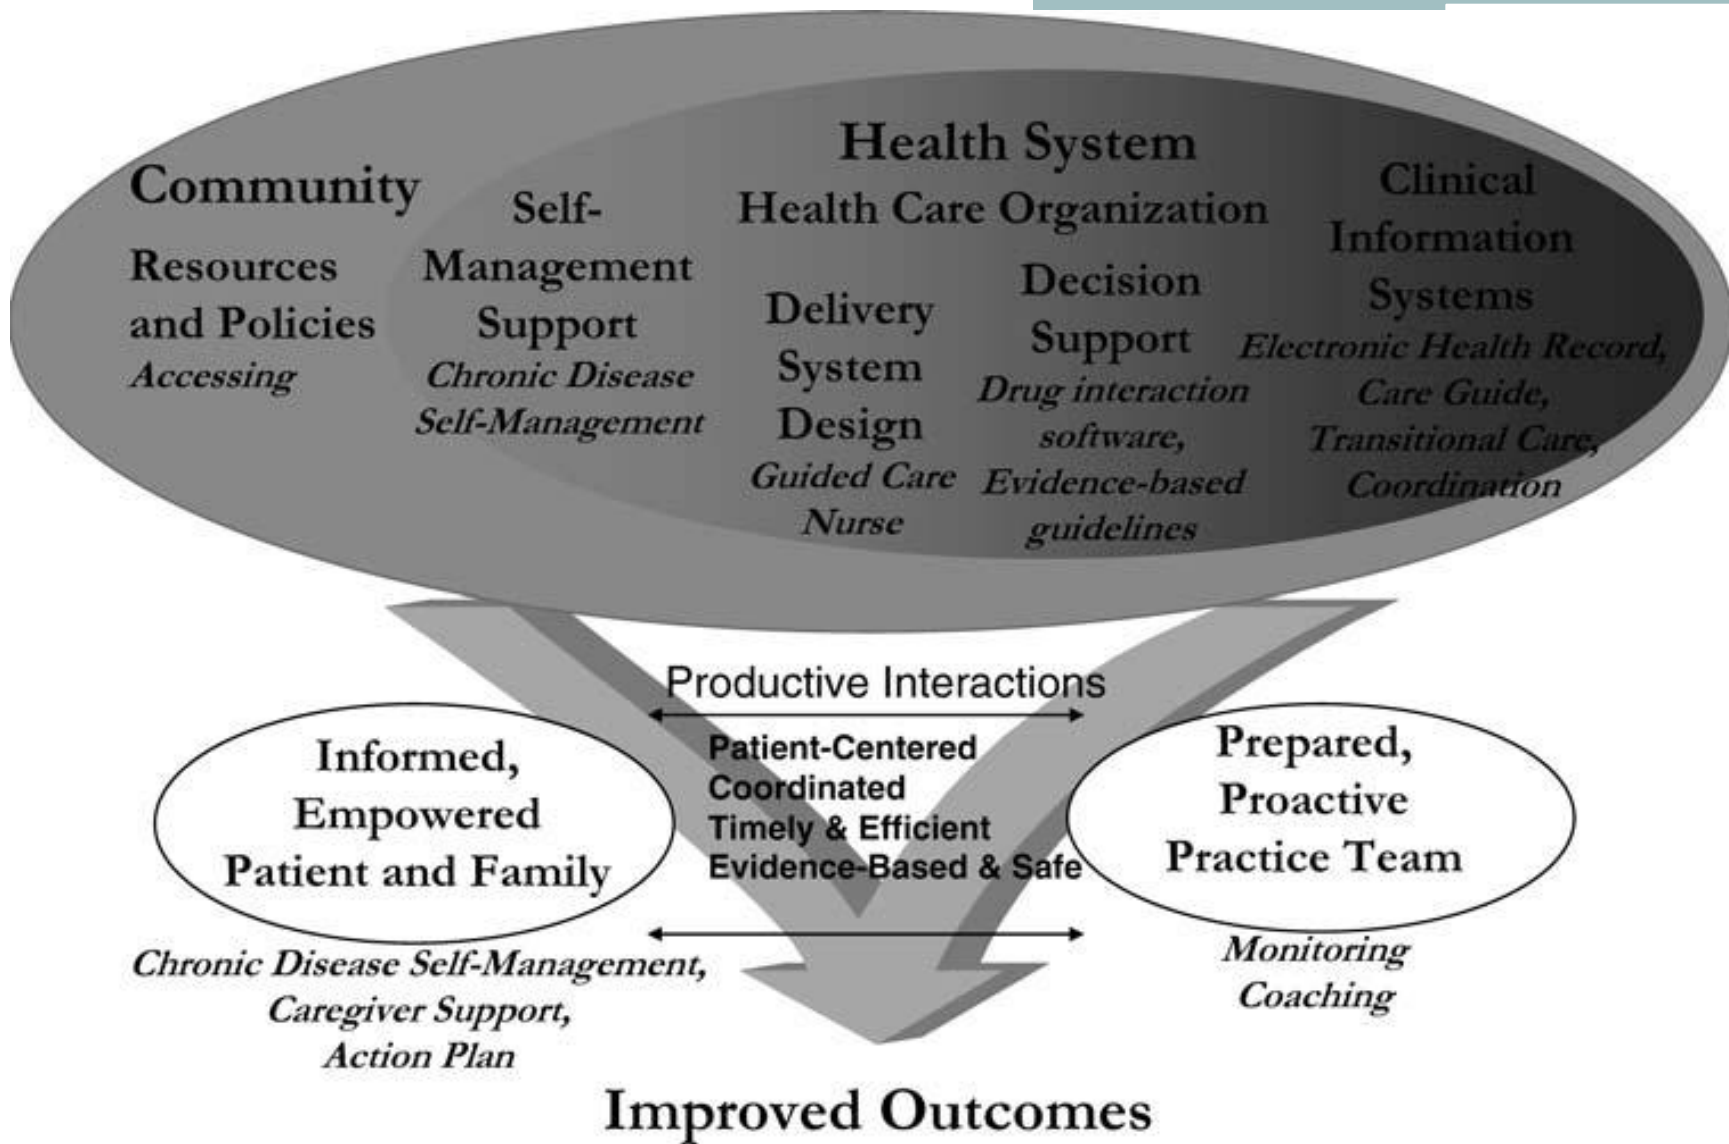 Community
Resources
and Policies
Accessing
Self-
Management
Support
Chronic Disease
Self-Management
Health System
Health Care Organization
Delivery
System
Design
Guided Care
Nurse
Decision
Support
Drug interaction
software,
Evidence-based
guidelines
Clinical
Information
Systems
Electronic Health Record,
Care Guide,
Transitional Care,
Coordination
Productive Interactions
Patient-Centered
Coordinated
Timely & Efficient
Evidence-Based & Safe
Informed,
Empowered
Patient and Family
Chronic Disease Self-Management,
Caregiver Support,
Action Plan
Prepared,
Proactive
Practice Team
Monitoring
Coaching
Improved Outcomes